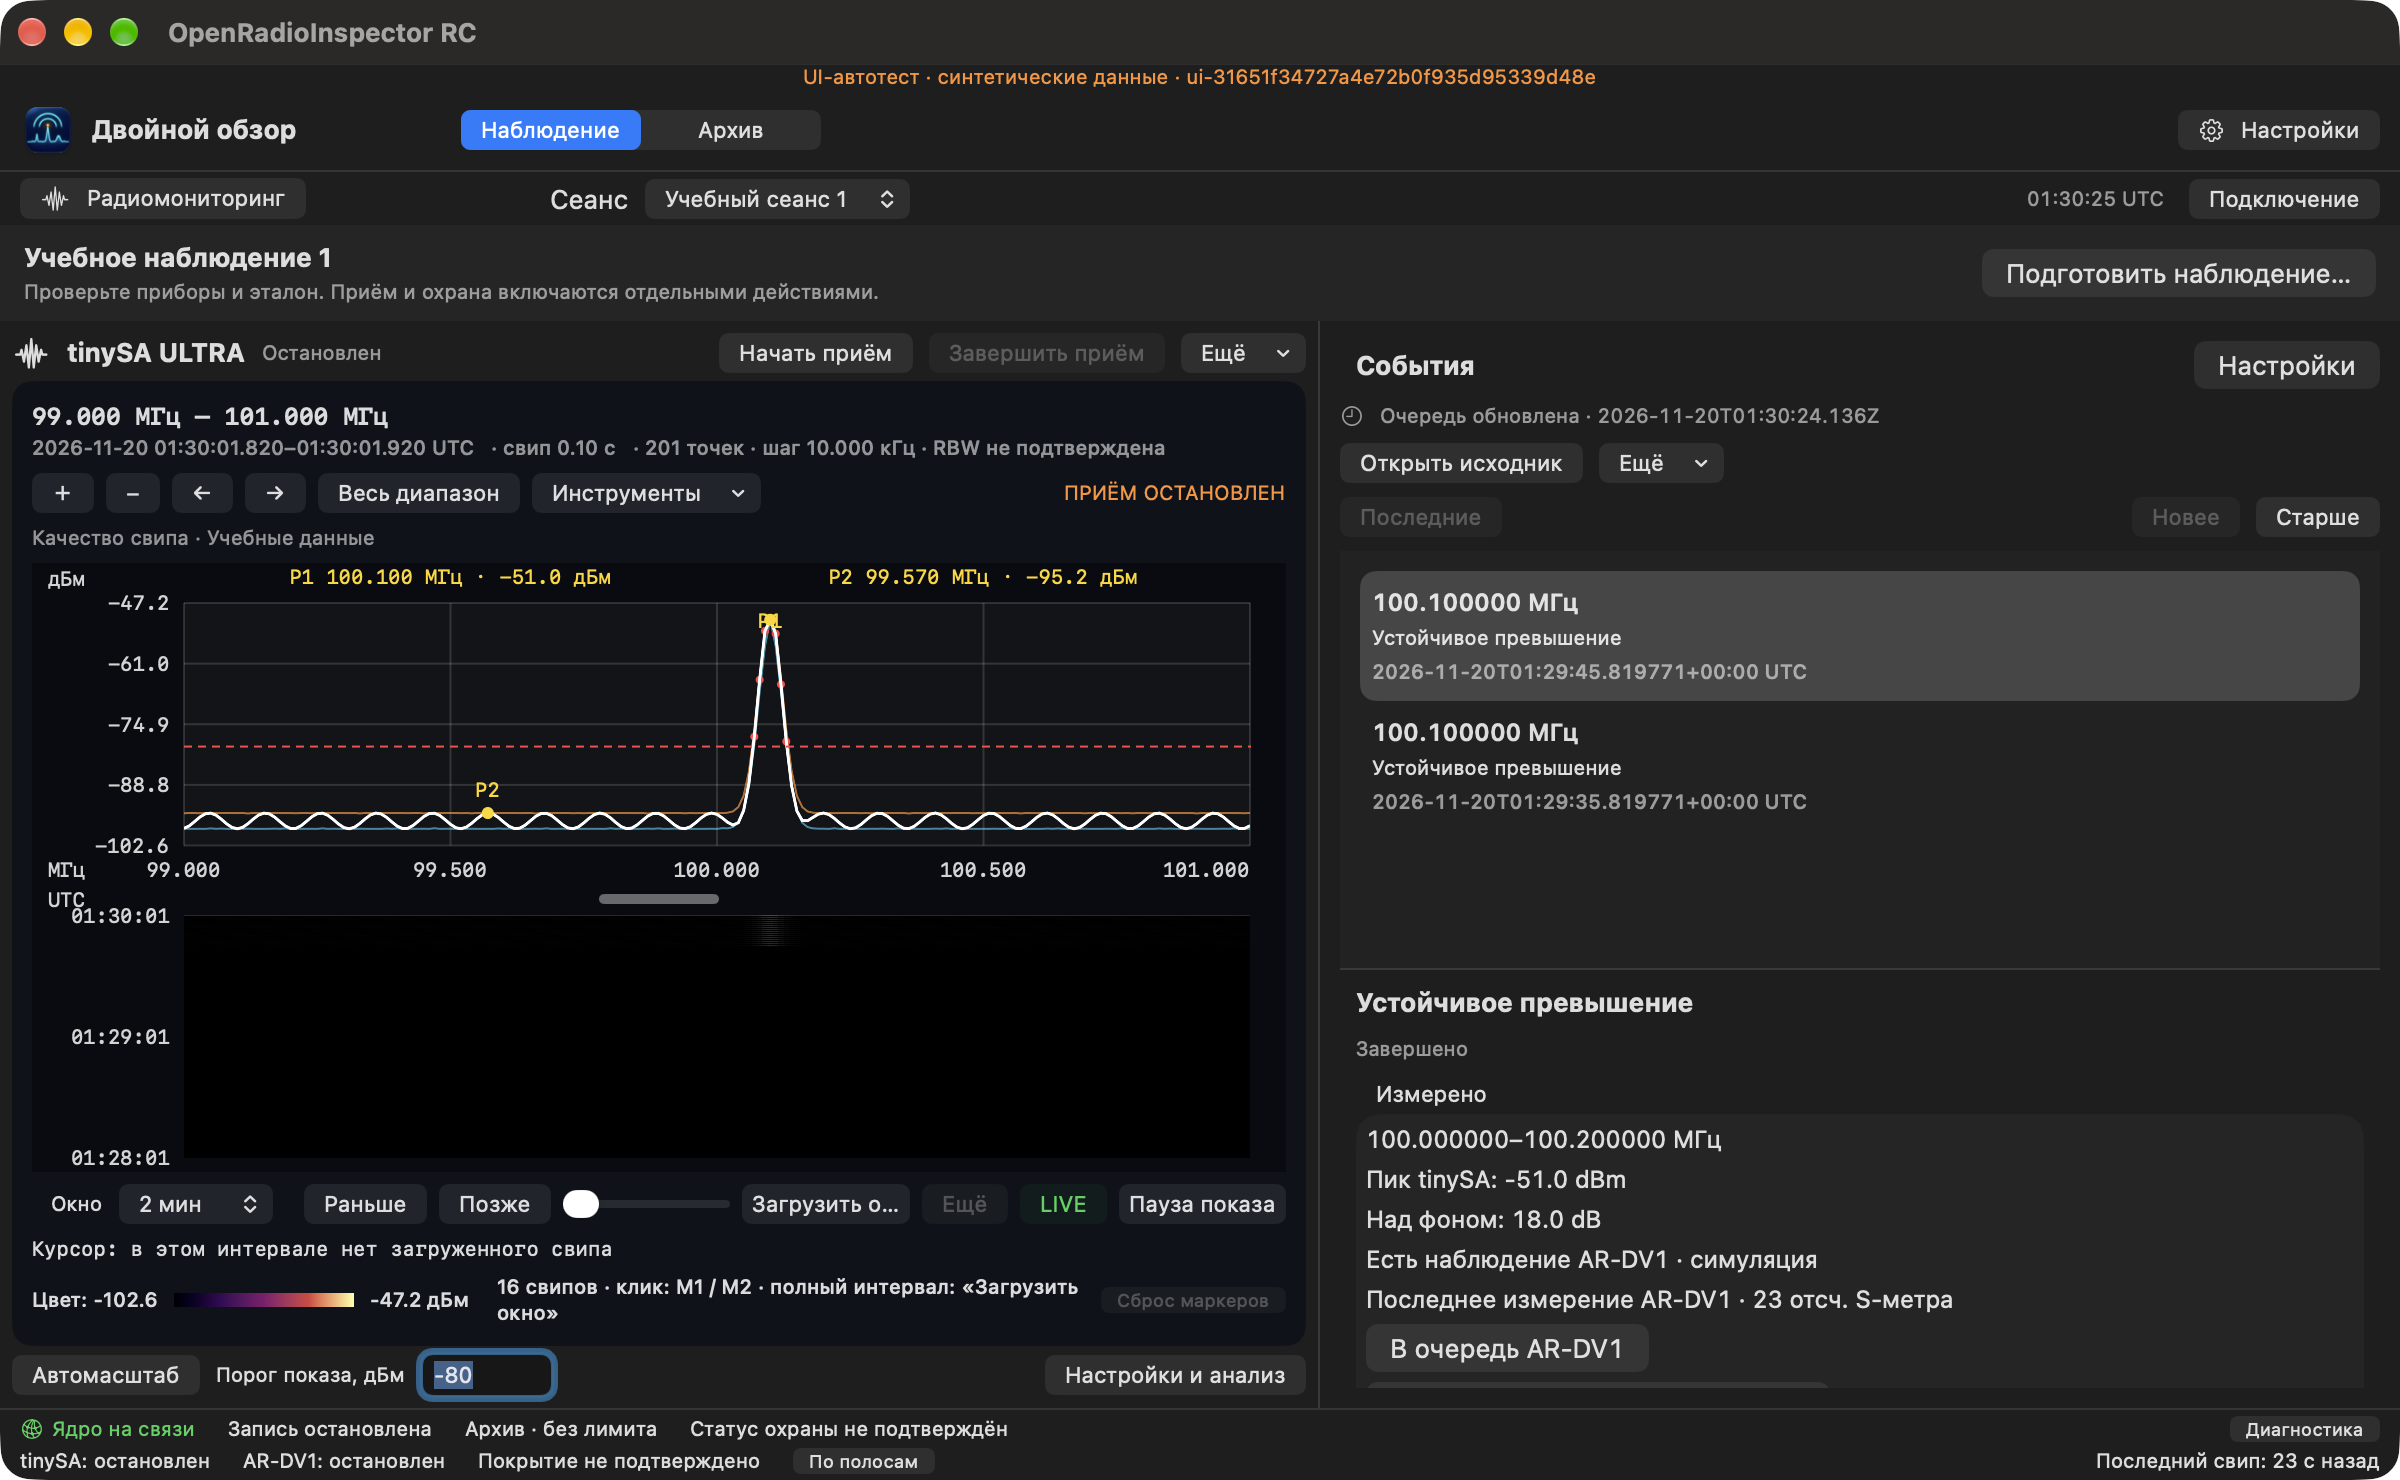 OpenRadioInspector RC
UI-автотест · синтетические данные · ui-31651f34727a4e72b0f935d95339d48e
Двойной обзор
Наблюдение
Архив
Настройки
Радиомониторинг
Сеанс
Учебный сеанс 1
01:30:25 UTC
Подключение
Учебное наблюдение 1
Проверьте приборы и эталон. Приём и охрана включаются отдельными действиями.
Подготовить наблюдение...
tinySA ULTRA
Остановлен
Начать приём
Завершить приём
Ещё
99.000 МГц — 101.000 МГц
2026-11-20 01:30:01.820–01:30:01.920 UTC · свип 0.10 с · 201 точек · шаг 10.000 кГц · RBW не подтверждена
+
–
←
→
Весь диапазон
Инструменты
ПРИЁМ ОСТАНОВЛЕН
Качество свипа · Учебные данные
дБм
P1 100.100 МГц · −51.0 дБм
P2 99.570 МГц · −95.2 дБм
−47.2
−61.0
−74.9
−88.8
−102.6
P1
P2
МГц
99.000
99.500
100.000
100.500
101.000
UTC
01:30:01
01:29:01
01:28:01
Окно
2 мин
Раньше
Позже
Загрузить о...
Ещё
LIVE
Пауза показа
Курсор: в этом интервале нет загруженного свипа
Цвет: -102.6
-47.2 дБм
16 свипов · клик: M1 / M2 · полный интервал: «Загрузить
окно»
Сброс маркеров
Автомасштаб
Порог показа, дБм
-80
Настройки и анализ
События
Настройки
Очередь обновлена · 2026-11-20T01:30:24.136Z
Открыть исходник
Ещё
Последние
Новее
Старше
100.100000 МГц
Устойчивое превышение
2026-11-20T01:29:45.819771+00:00 UTC
100.100000 МГц
Устойчивое превышение
2026-11-20T01:29:35.819771+00:00 UTC
Устойчивое превышение
Завершено
Измерено
100.000000–100.200000 МГц
Пик tinySA: -51.0 dBm
Над фоном: 18.0 dB
Есть наблюдение AR-DV1 · симуляция
Последнее измерение AR-DV1 · 23 отсч. S-метра
В очередь AR-DV1
Ядро на связи
Запись остановлена
Архив · без лимита
Статус охраны не подтверждён
Диагностика
tinySA: остановлен
AR-DV1: остановлен
Покрытие не подтверждено
По полосам
Последний свип: 23 с назад